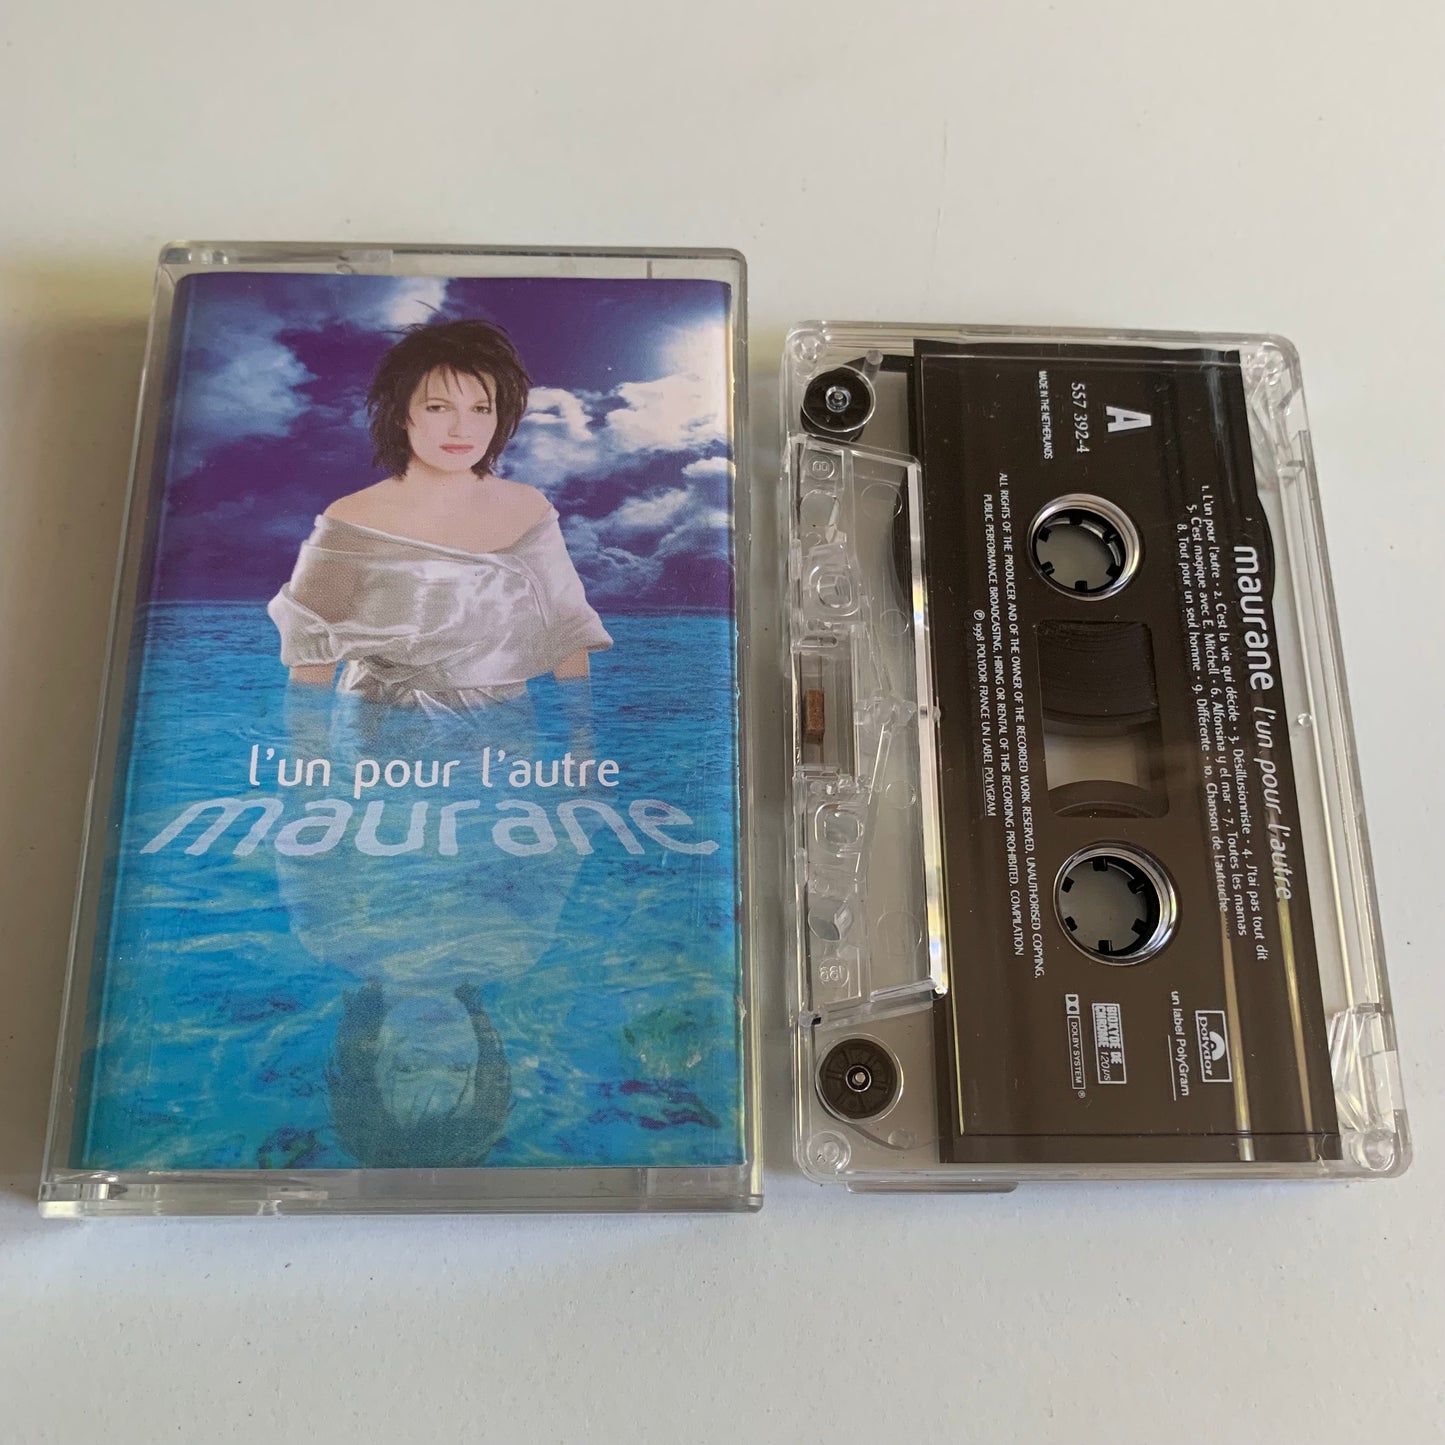 l'un pour l'autre
maurane
A
557 392-4
MADE IN THE NETHERLANDS
maurane l'un pour l'autre
1. L'un pour l'autre • 2. C'est la vie qui décide • 3. Désillusionniste • 4. J'tai pas tout dit
5. C'est magique avec E. Mitchell • 6. Alfonsina y el mar • 7. Toutes les mamas
8. Tout pour un seul homme • 9. Différente • 10. Chanson de l'autruche
ALL RIGHTS OF THE PRODUCER AND OF THE OWNER OF THE RECORDED WORK RESERVED. UNAUTHORISED COPYING,
PUBLIC PERFORMANCE BROADCASTING, HIRING OR RENTAL OF THIS RECORDING PROHIBITED. COMPILATION
℗ 1998 POLYDOR FRANCE UN LABEL POLYGRAM
polydor
un label PolyGram
BIOXYDE DE
CHROME 120µs
DOLBY SYSTEM ®